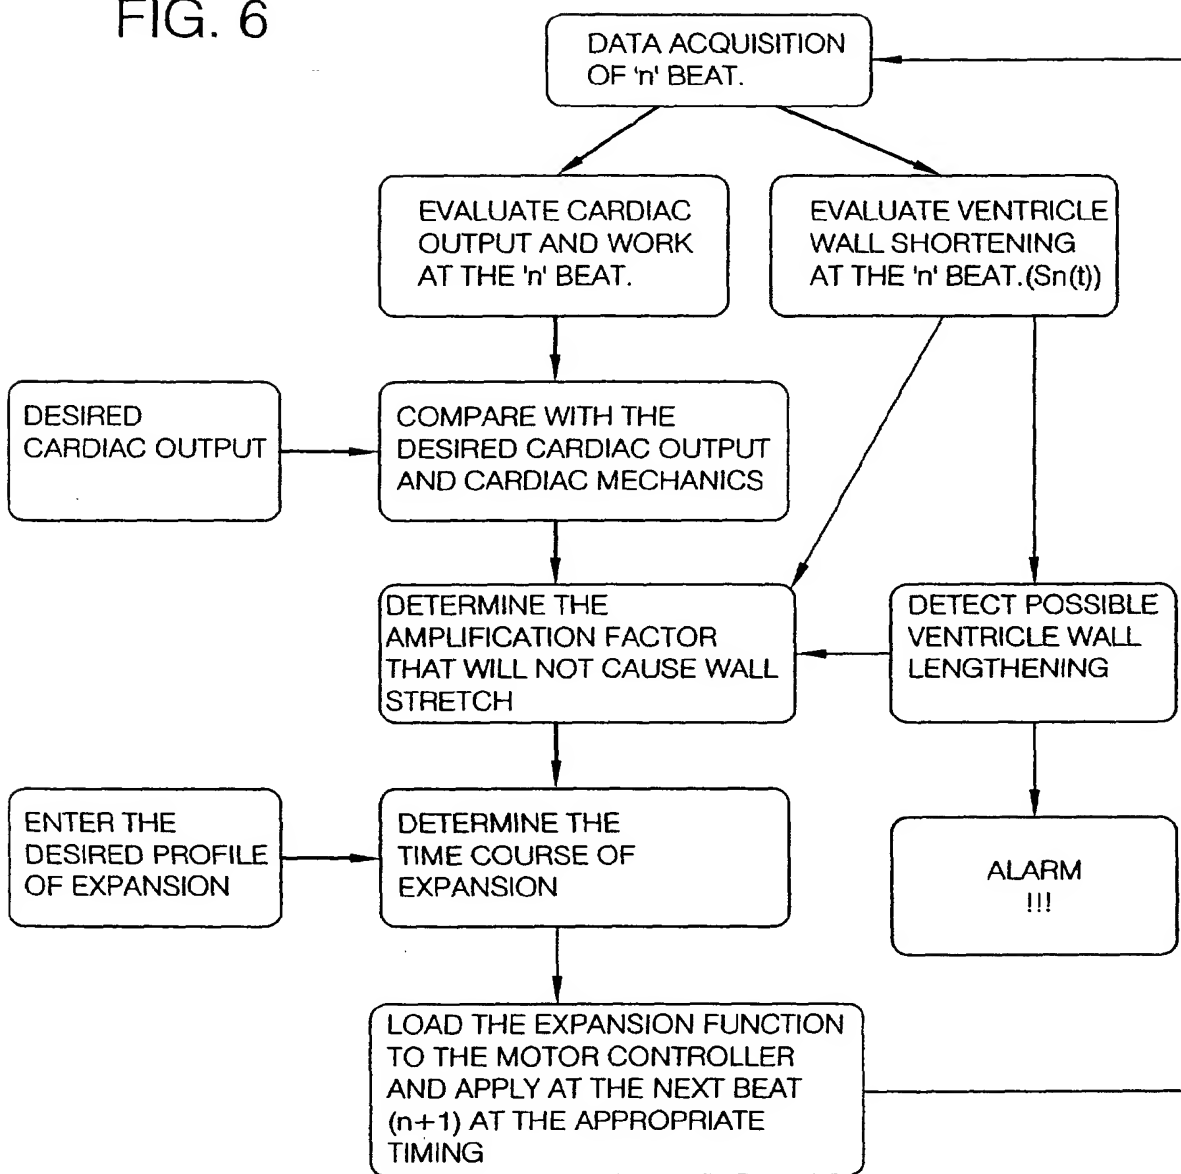 FIG. 6
DATA ACQUISITION
OF 'n' BEAT.
EVALUATE CARDIAC
OUTPUT AND WORK
AT THE 'n' BEAT.
EVALUATE VENTRICLE
WALL SHORTENING
AT THE 'n' BEAT.(Sn(t))
DESIRED
CARDIAC OUTPUT
COMPARE WITH THE
DESIRED CARDIAC OUTPUT
AND CARDIAC MECHANICS
DETERMINE THE
AMPLIFICATION FACTOR
THAT WILL NOT CAUSE WALL
STRETCH
DETECT POSSIBLE
VENTRICLE WALL
LENGTHENING
ENTER THE
DESIRED PROFILE
OF EXPANSION
DETERMINE THE
TIME COURSE OF
EXPANSION
ALARM
!!!
LOAD THE EXPANSION FUNCTION
TO THE MOTOR CONTROLLER
AND APPLY AT THE NEXT BEAT
(n+1) AT THE APPROPRIATE
TIMING